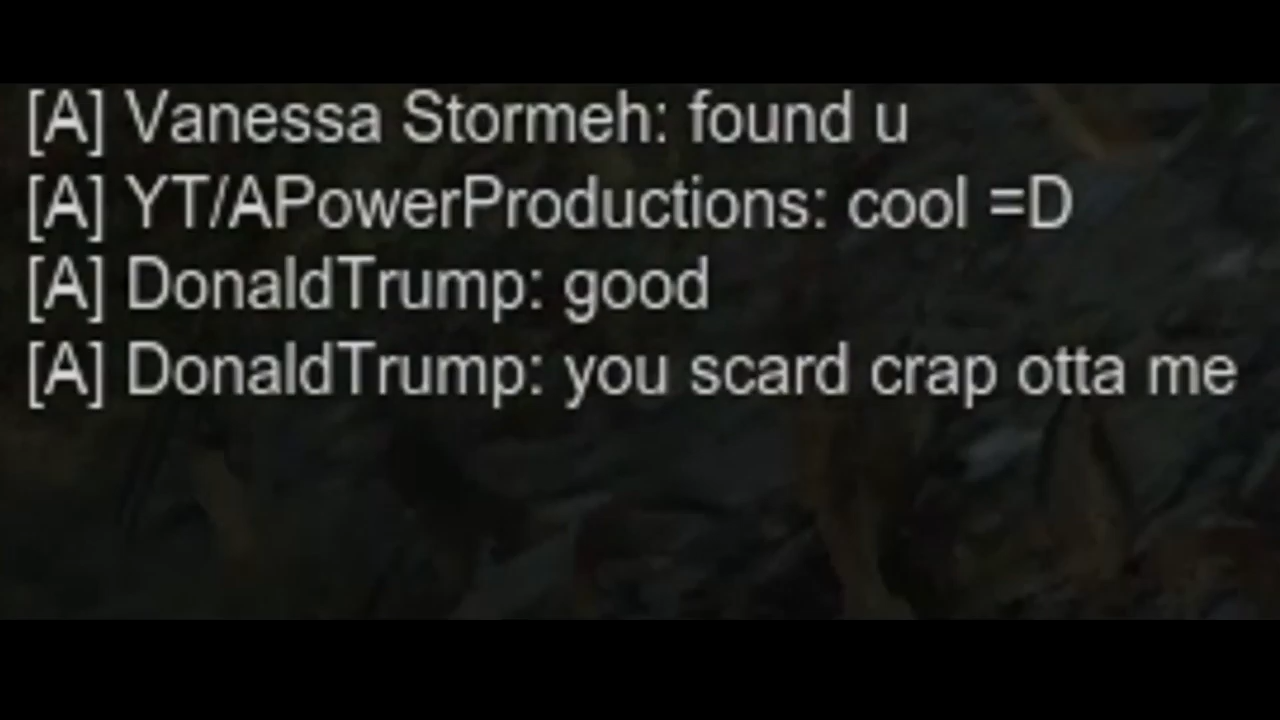 [A] Vanessa Stormeh: found u
[A] YT/APowerProductions: cool =D
[A] DonaldTrump: good
[A] DonaldTrump: you scard crap otta me